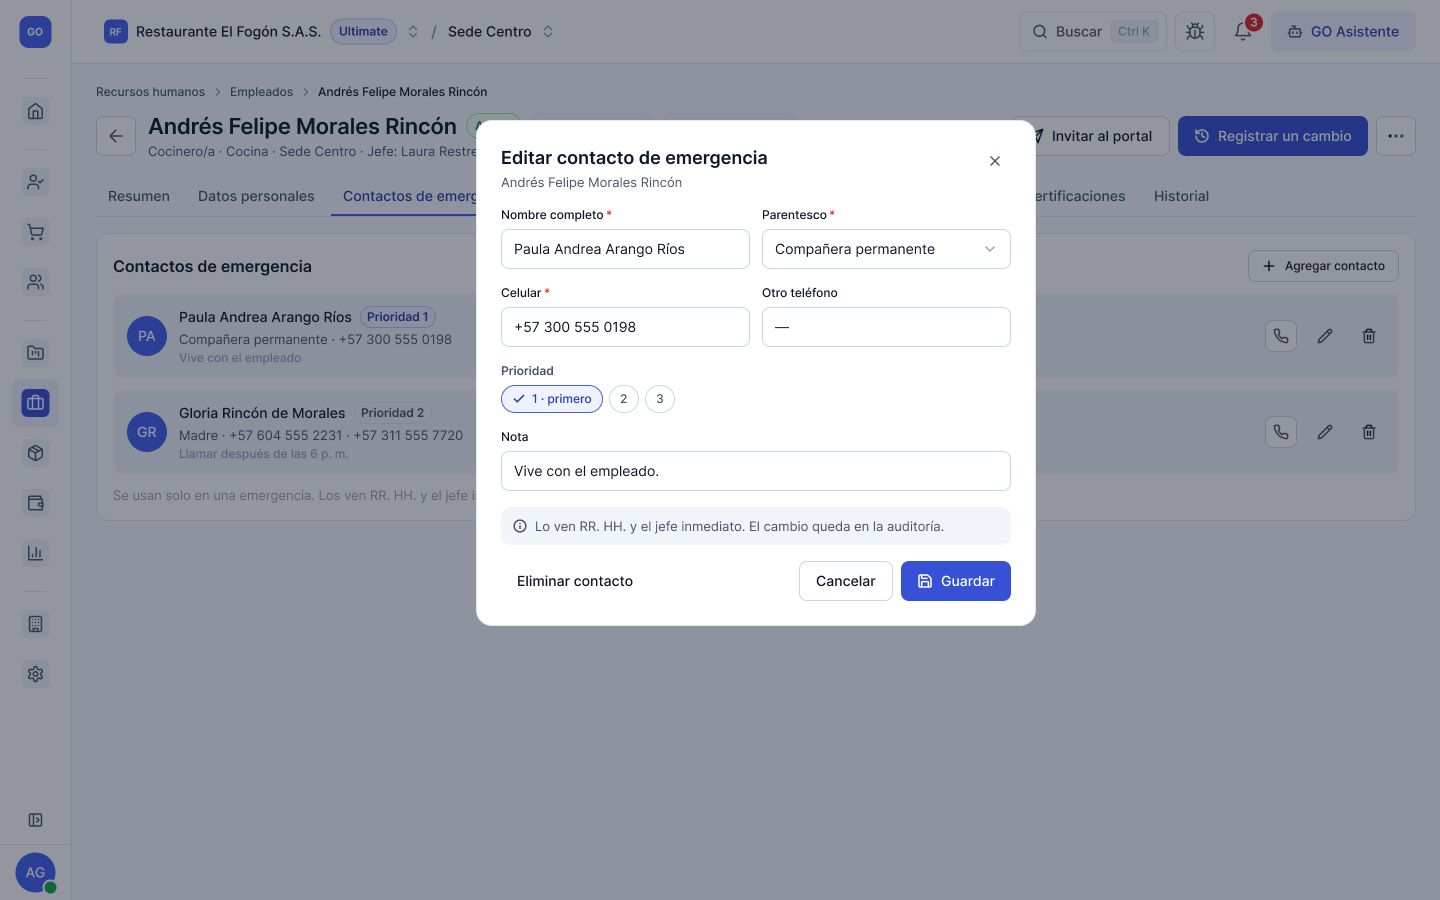 GO
RF Restaurante El Fogón S.A.S. Ultimate / Sede Centro
Buscar Ctrl K
3
GO Asistente
Recursos humanos > Empleados > Andrés Felipe Morales Rincón
Andrés Felipe Morales Rincón
Cocinero/a · Cocina · Sede Centro · Jefe: Laura
Invitar al portal
Registrar un cambio
Resumen
Datos personales
Contactos de
Historial
Contactos de emergencia
Agregar contacto
PA
Paula Andrea Arango Ríos Prioridad 1
Compañera permanente · +57 300 555 0198
Vive con el empleado
GR
Gloria Rincón de Morales Prioridad 2
Madre · +57 604 555 2231 · +57 311 555 7720
Llamar después de las 6 p. m.
Se usan solo en una emergencia. Los ven RR. HH. y el jefe
Editar contacto de emergencia
Andrés Felipe Morales Rincón
Nombre completo *
Paula Andrea Arango Ríos
Parentesco *
Compañera permanente
Celular *
+57 300 555 0198
Otro teléfono
—
Prioridad
1 · primero
2
3
Nota
Vive con el empleado.
Lo ven RR. HH. y el jefe inmediato. El cambio queda en la auditoría.
Eliminar contacto
Cancelar
Guardar
AG